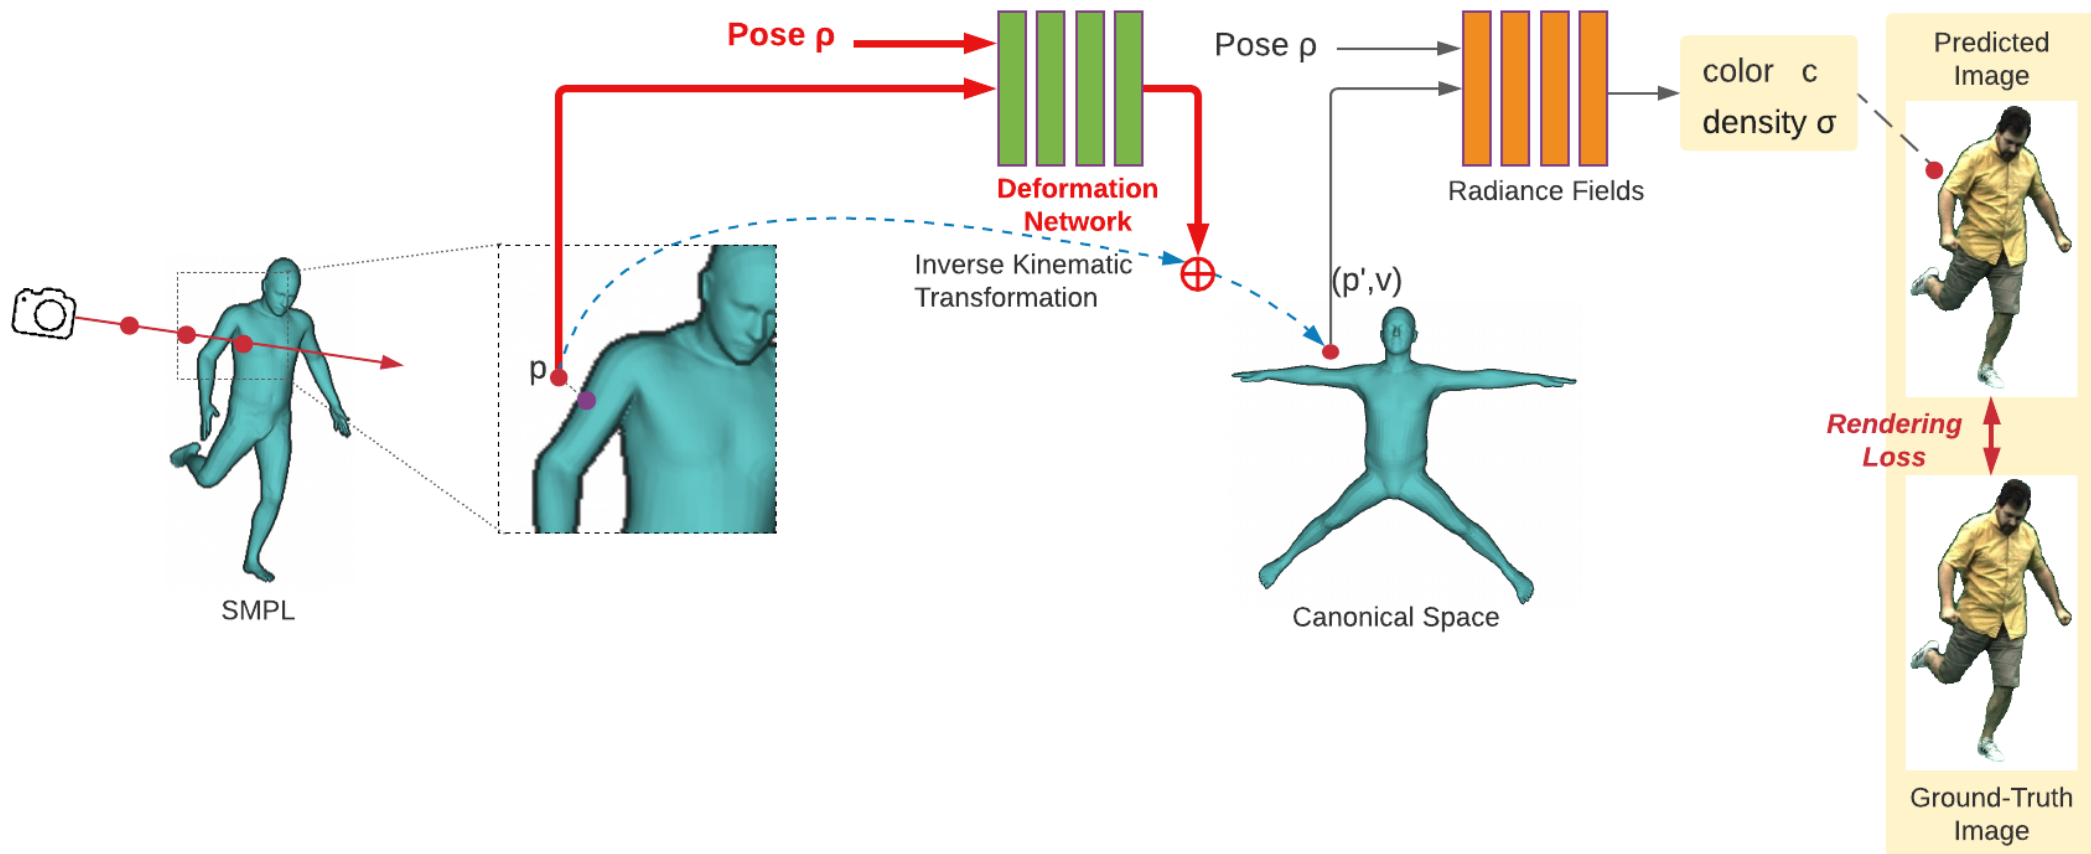 Pose ρ
Deformation
Network
Pose ρ
Radiance Fields
color c
density σ
Predicted
Image
Inverse Kinematic
Transformation
(p',v)
p
SMPL
Canonical Space
Rendering
Loss
Ground-Truth
Image